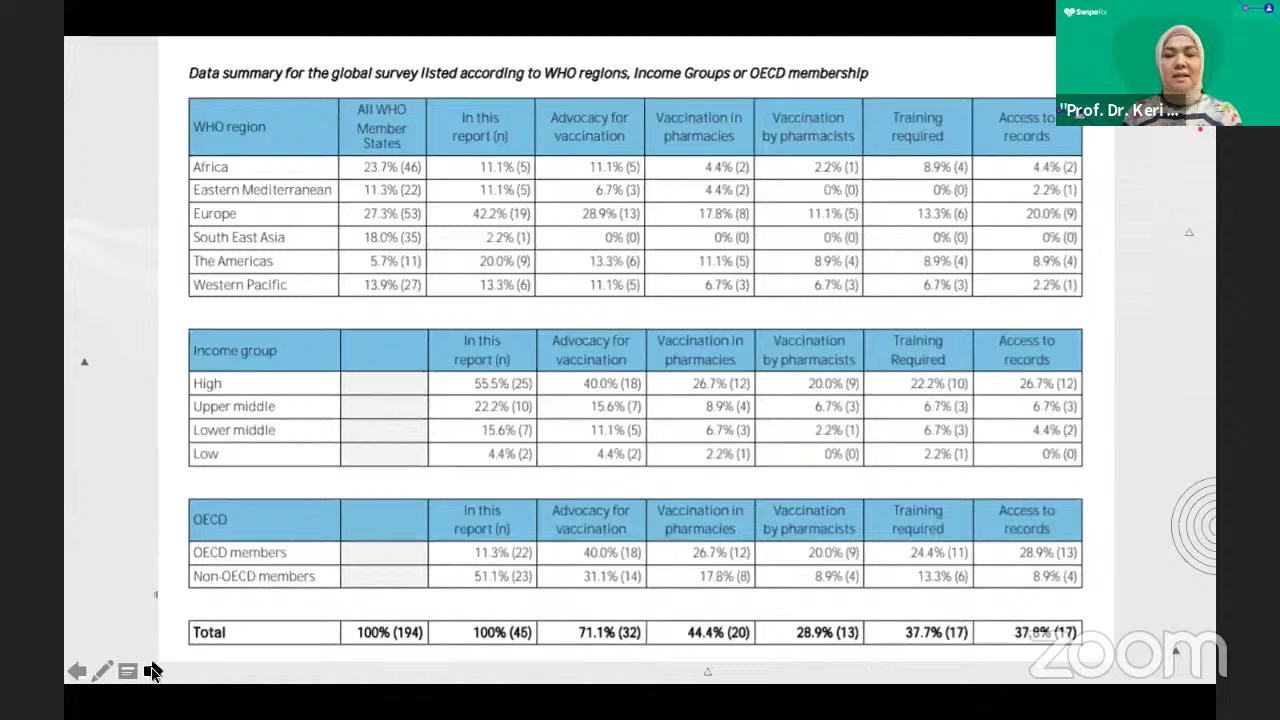 SwipeRx
"Prof. Dr. Keri ...
Data summary for the global survey listed according to WHO regions, Income Groups or OECD membership
WHO region | All WHO Member States | In this report (n) | Advocacy for vaccination | Vaccination in pharmacies | Vaccination by pharmacists | Training required | Access to records
Africa 23.7% (46) 11.1% (5) 11.1% (5) 4.4% (2) 2.2% (1) 8.9% (4) 4.4% (2)
Eastern Mediterranean 11.3% (22) 11.1% (5) 6.7% (3) 4.4% (2) 0% (0) 0% (0) 2.2% (1)
Europe 27.3% (53) 42.2% (19) 28.9% (13) 17.8% (8) 11.1% (5) 13.3% (6) 20.0% (9)
South East Asia 18.0% (35) 2.2% (1) 0% (0) 0% (0) 0% (0) 0% (0) 0% (0)
The Americas 5.7% (11) 20.0% (9) 13.3% (6) 11.1% (5) 8.9% (4) 8.9% (4) 8.9% (4)
Western Pacific 13.9% (27) 13.3% (6) 11.1% (5) 6.7% (3) 6.7% (3) 6.7% (3) 2.2% (1)
Income group | In this report (n) | Advocacy for vaccination | Vaccination in pharmacies | Vaccination by pharmacists | Training Required | Access to records
High 55.5% (25) 40.0% (18) 26.7% (12) 20.0% (9) 22.2% (10) 26.7% (12)
Upper middle 22.2% (10) 15.6% (7) 8.9% (4) 6.7% (3) 6.7% (3) 6.7% (3)
Lower middle 15.6% (7) 11.1% (5) 6.7% (3) 2.2% (1) 6.7% (3) 4.4% (2)
Low 4.4% (2) 4.4% (2) 2.2% (1) 0% (0) 2.2% (1) 0% (0)
OECD | In this report (n) | Advocacy for vaccination | Vaccination in pharmacies | Vaccination by pharmacists | Training required | Access to records
OECD members 11.3% (22) 40.0% (18) 26.7% (12) 20.0% (9) 24.4% (11) 28.9% (13)
Non-OECD members 51.1% (23) 31.1% (14) 17.8% (8) 8.9% (4) 13.3% (6) 8.9% (4)
Total 100% (194) 100% (45) 71.1% (32) 44.4% (20) 28.9% (13) 37.7% (17) 37.8% (17)
zoom